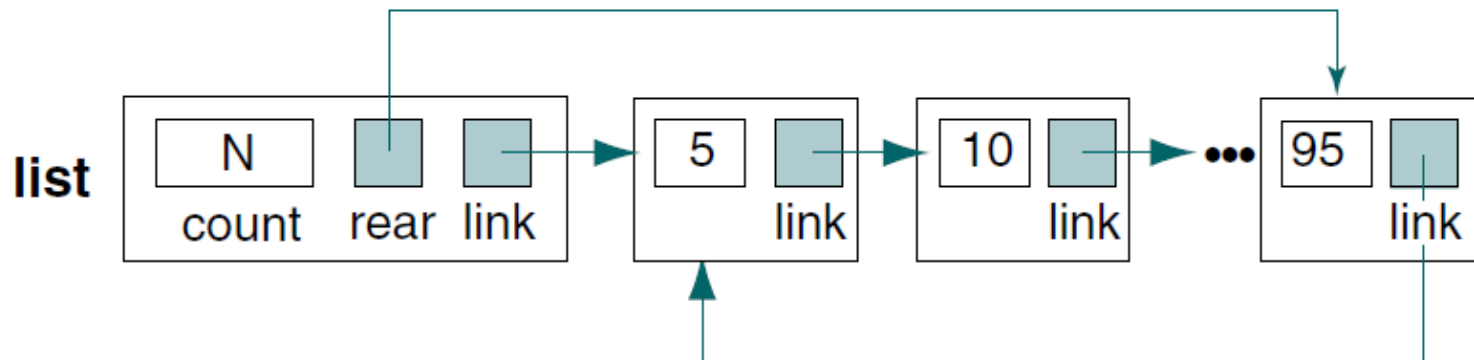 list
N 5 10 ••• 95
count rear link link link link